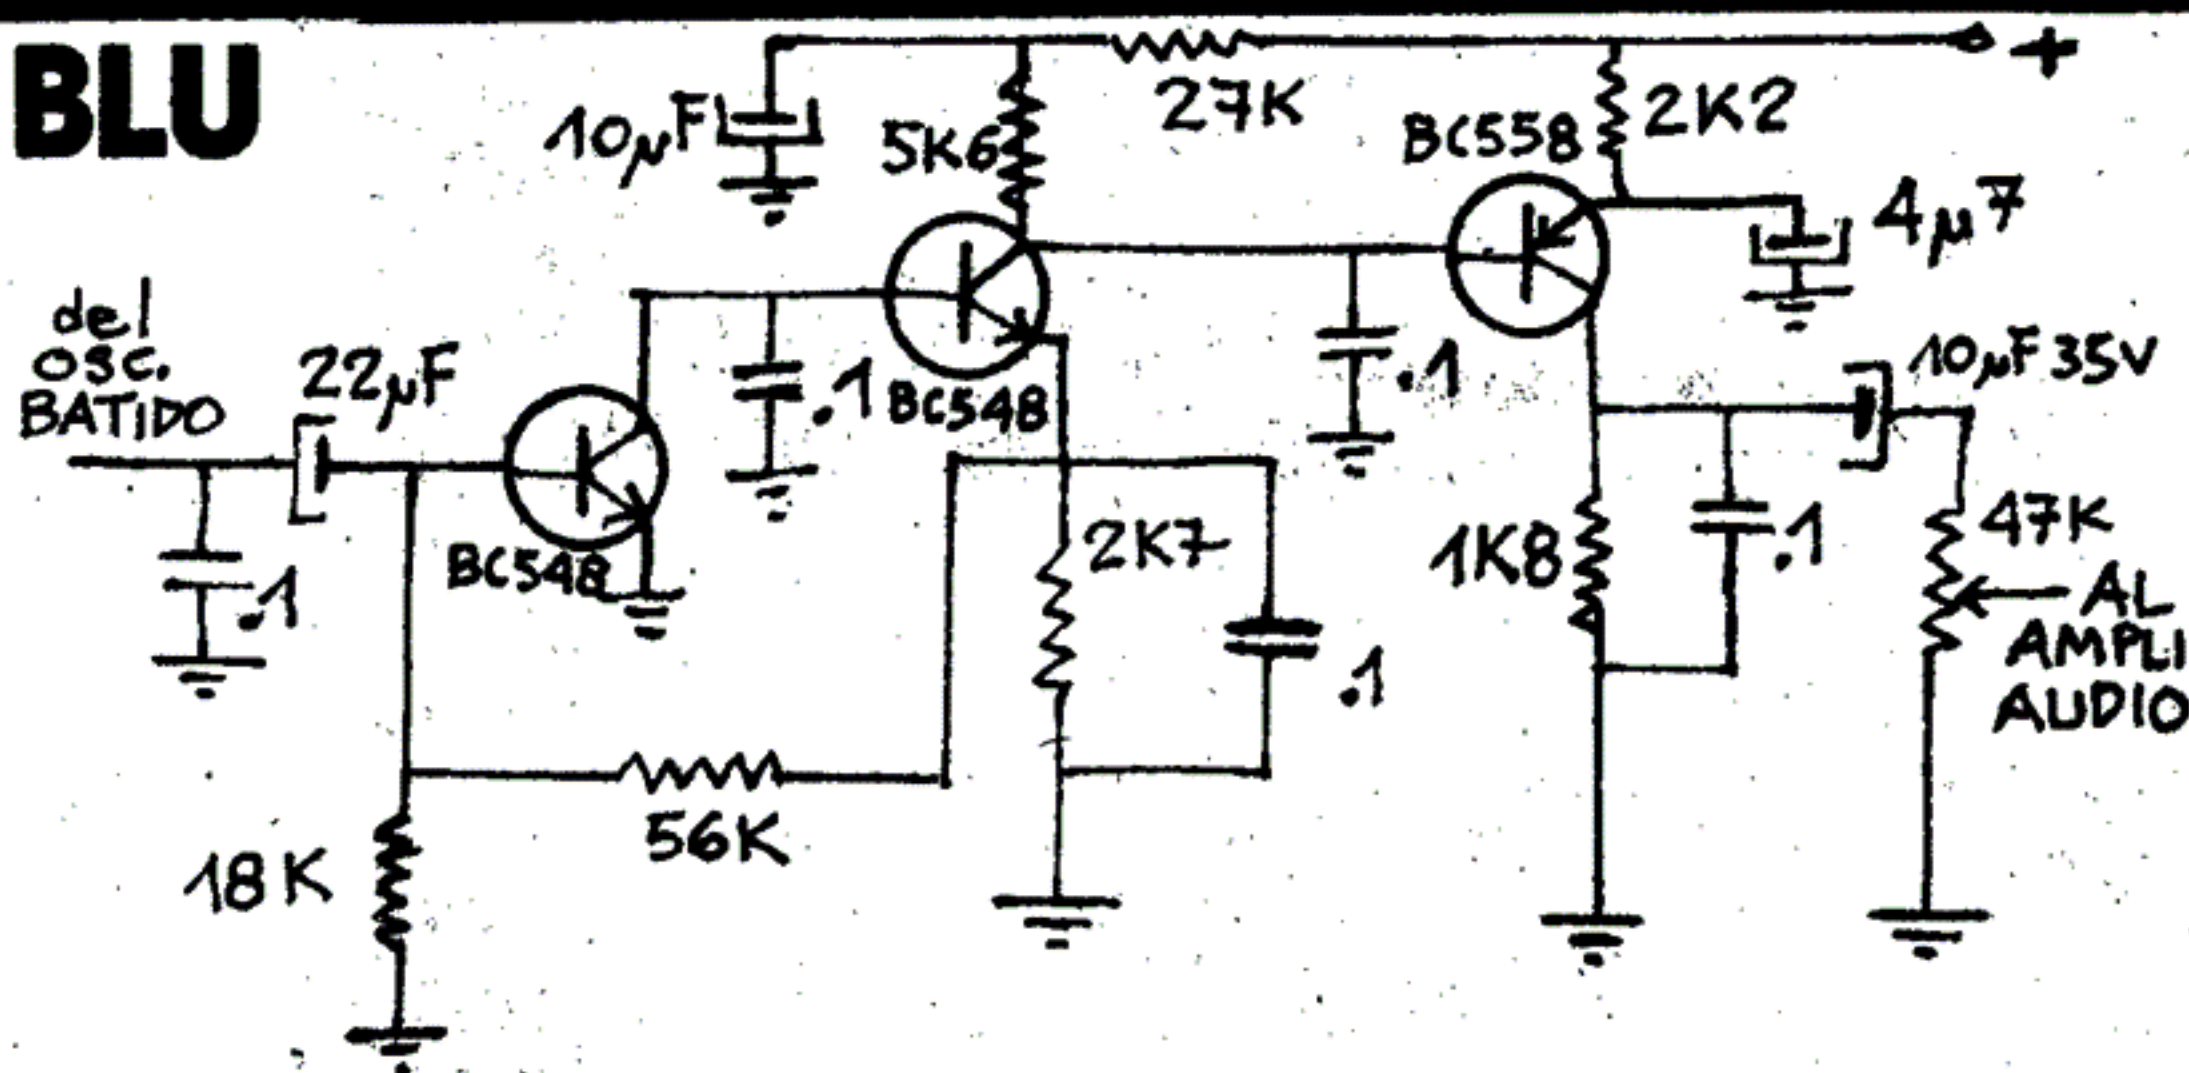 BLU
+
27K
2K2
10µF
5K6
BC558
4µ7
del
OSC.
BATIDO
22µF
.1
BC548
.1
10µF 35V
BC548
.1
2K7
1K8
.1
47K
AL
AMPLI
AUDIO
.1
56K
18K